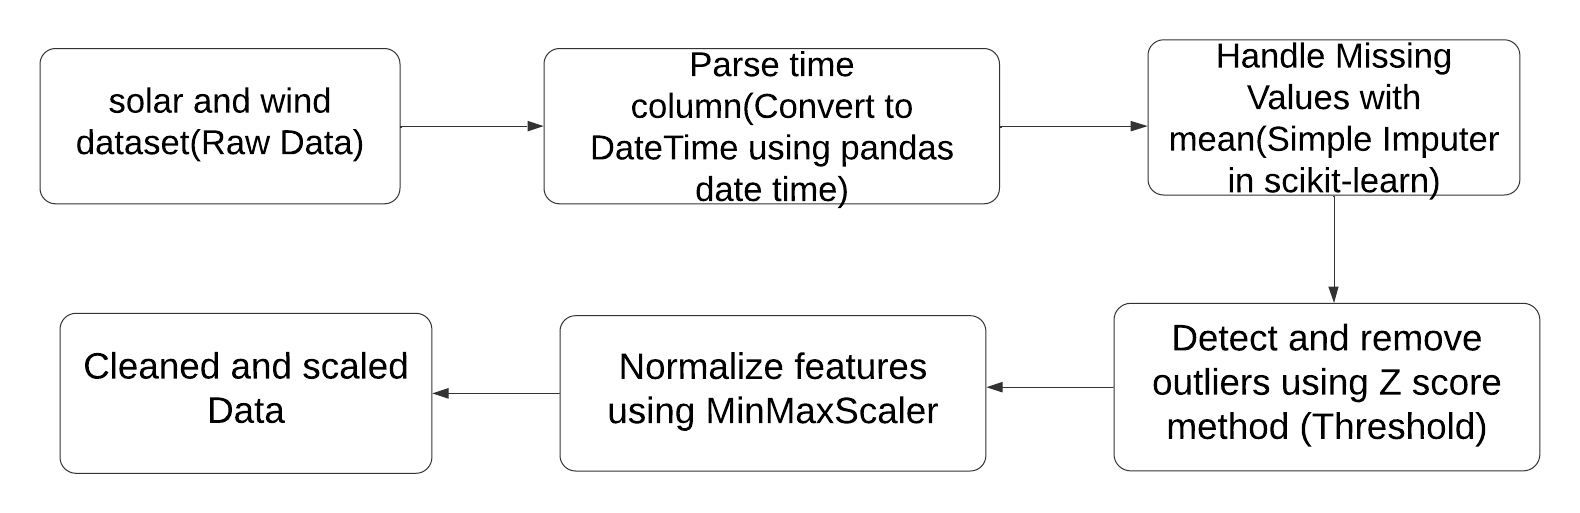 solar and wind
dataset(Raw Data)
Parse time
column(Convert to
DateTime using pandas
date time)
Handle Missing
Values with
mean(Simple Imputer
in scikit-learn)
Detect and remove
outliers using Z score
method (Threshold)
Normalize features
using MinMaxScaler
Cleaned and scaled
Data